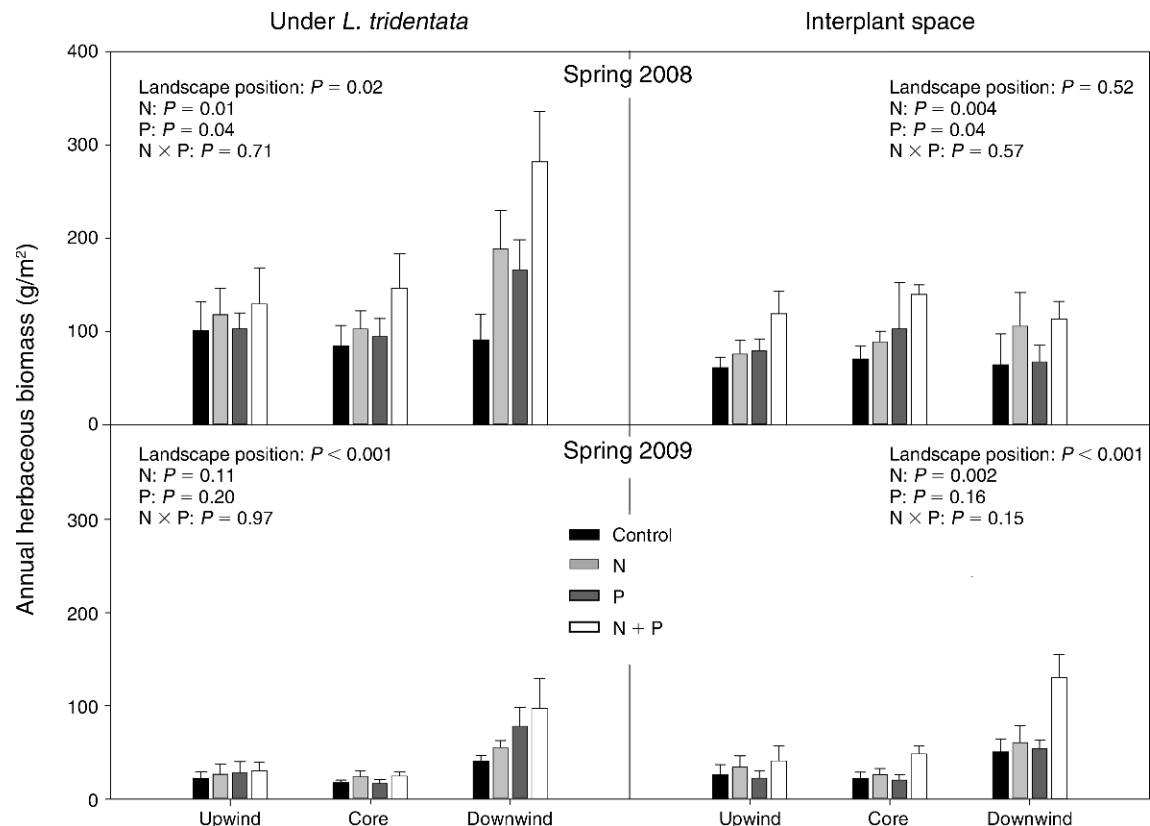 Under L. tridentata
Interplant space
Annual herbaceous biomass (g/m²)
400
300
200
100
0
Spring 2008
Landscape position: P = 0.02
N: P = 0.01
P: P = 0.04
N × P: P = 0.71
Landscape position: P = 0.52
N: P = 0.004
P: P = 0.04
N × P: P = 0.57
300
200
100
0
Spring 2009
Landscape position: P < 0.001
N: P = 0.11
P: P = 0.20
N × P: P = 0.97
Landscape position: P < 0.001
N: P = 0.002
P: P = 0.16
N × P: P = 0.15
Control
N
P
N + P
Upwind
Core
Downwind
Upwind
Core
Downwind